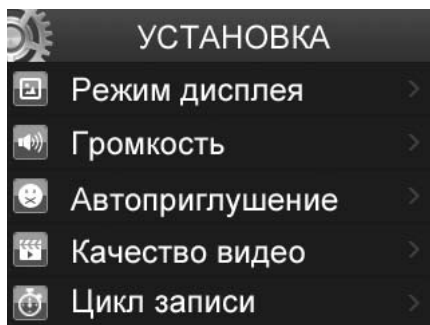 УСТАНОВКА
Режим дисплея
Громкость
Автоприглушение
Качество видео
Цикл записи